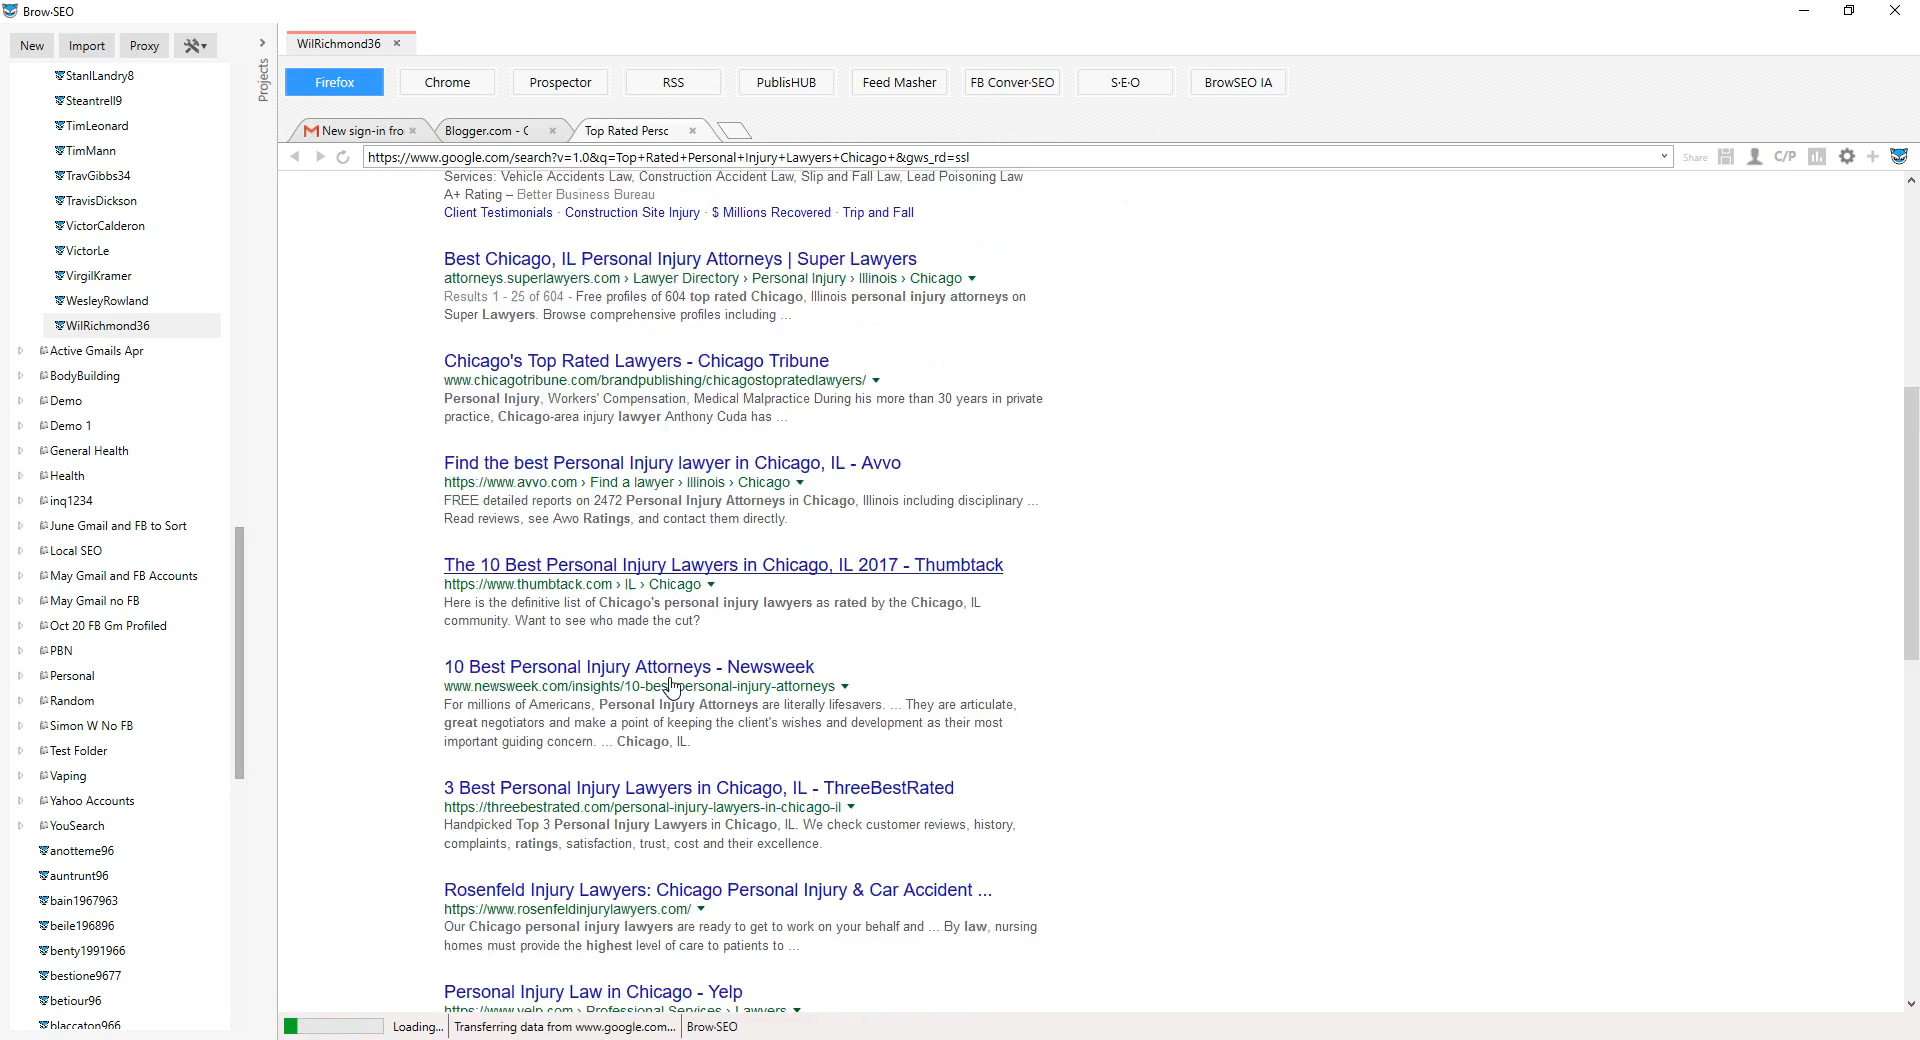 Brow·SEO
New
Import
Proxy
Projects
WilRichmond36
Firefox
Chrome
Prospector
RSS
PublisHUB
Feed Masher
FB Conver·SEO
S·E·O
BrowSEO IA
New sign-in fro
Blogger.com - C
Top Rated Persc
https://www.google.com/search?v=1.0&q=Top+Rated+Personal+Injury+Lawyers+Chicago+&gws_rd=ssl
Share
C/P
StanlLandry8
Steantrell9
TimLeonard
TimMann
TravGibbs34
TravisDickson
VictorCalderon
VictorLe
VirgilKramer
WesleyRowland
WilRichmond36
Active Gmails Apr
BodyBuilding
Demo
Demo 1
General Health
Health
inq1234
June Gmail and FB to Sort
Local SEO
May Gmail and FB Accounts
May Gmail no FB
Oct 20 FB Gm Profiled
PBN
Personal
Random
Simon W No FB
Test Folder
Vaping
Yahoo Accounts
YouSearch
anotteme96
auntrunt96
bain1967963
beile196896
benty1991966
bestione9677
betiour96
blaccaton966
Services: Vehicle Accidents Law, Construction Accident Law, Slip and Fall Law, Lead Poisoning Law
A+ Rating – Better Business Bureau
Client Testimonials · Construction Site Injury · $ Millions Recovered · Trip and Fall
Best Chicago, IL Personal Injury Attorneys | Super Lawyers
attorneys.superlawyers.com › Lawyer Directory › Personal Injury › Illinois › Chicago
Results 1 - 25 of 604 - Free profiles of 604 top rated Chicago, Illinois personal injury attorneys on
Super Lawyers. Browse comprehensive profiles including ...
Chicago's Top Rated Lawyers - Chicago Tribune
www.chicagotribune.com/brandpublishing/chicagostopratedlawyers/
Personal Injury, Workers' Compensation, Medical Malpractice During his more than 30 years in private
practice, Chicago-area injury lawyer Anthony Cuda has ...
Find the best Personal Injury lawyer in Chicago, IL - Avvo
https://www.avvo.com › Find a lawyer › Illinois › Chicago
FREE detailed reports on 2472 Personal Injury Attorneys in Chicago, Illinois including disciplinary ...
Read reviews, see Avvo Ratings, and contact them directly.
The 10 Best Personal Injury Lawyers in Chicago, IL 2017 - Thumbtack
https://www.thumbtack.com › IL › Chicago
Here is the definitive list of Chicago's personal injury lawyers as rated by the Chicago, IL
community. Want to see who made the cut?
10 Best Personal Injury Attorneys - Newsweek
www.newsweek.com/insights/10-best-personal-injury-attorneys
For millions of Americans, Personal Injury Attorneys are literally lifesavers. ... They are articulate,
great negotiators and make a point of keeping the client's wishes and development as their most
important guiding concern. ... Chicago, IL.
3 Best Personal Injury Lawyers in Chicago, IL - ThreeBestRated
https://threebestrated.com/personal-injury-lawyers-in-chicago-il
Handpicked Top 3 Personal Injury Lawyers in Chicago, IL. We check customer reviews, history,
complaints, ratings, satisfaction, trust, cost and their excellence.
Rosenfeld Injury Lawyers: Chicago Personal Injury & Car Accident ...
https://www.rosenfeldinjurylawyers.com/
Our Chicago personal injury lawyers are ready to get to work on your behalf and ... By law, nursing
homes must provide the highest level of care to patients to ...
Personal Injury Law in Chicago - Yelp
https://www.yelp.com › Professional Services › Lawyers
Loading...
Transferring data from www.google.com...
Brow·SEO